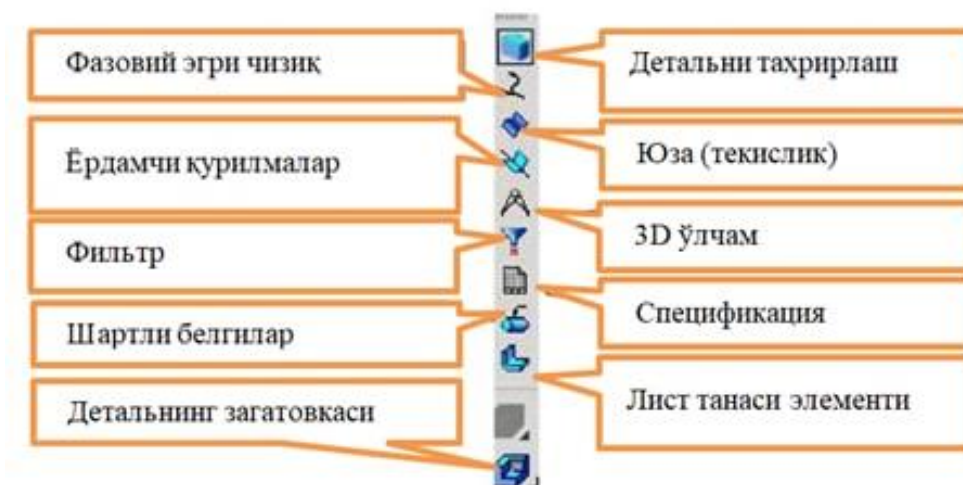 Фазовий эгри чизиқ
Детальни тахрирлаш
Ёрдамчи қурилмалар
Юза (текислик)
Фильтр
3D ўлчам
Шартли белгилар
Спецификация
Детальнинг загатовкаси
Лист танаси элементи